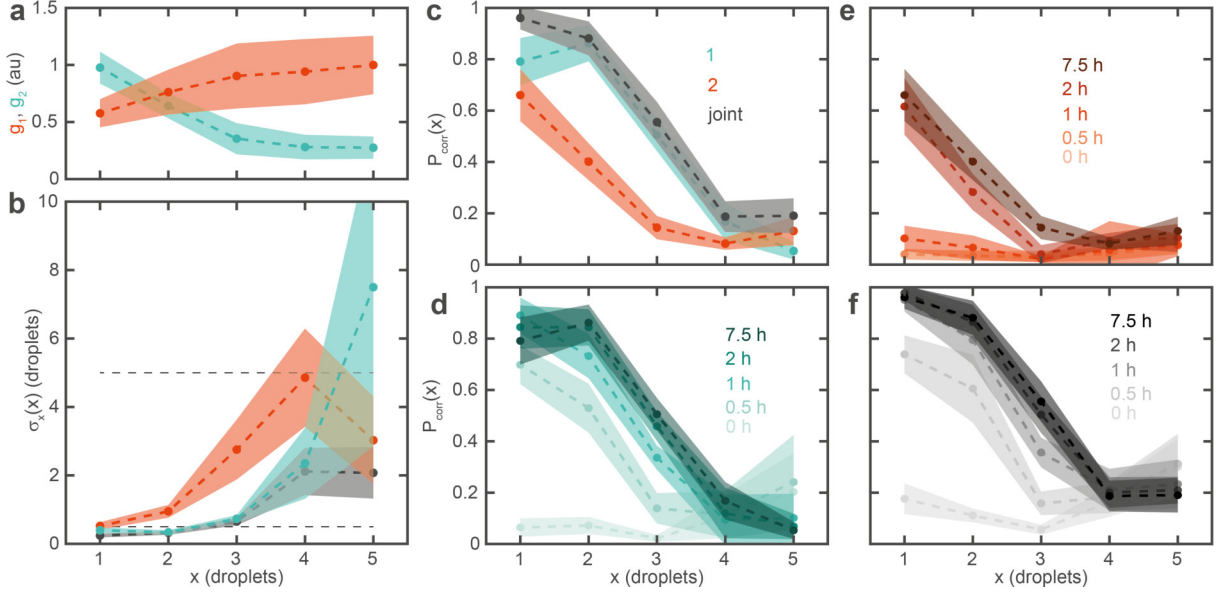 a
1.5
1
0.5
0
g₁, g₂ (au)
b
10
8
6
4
2
0
σₓ(x) (droplets)
1 2 3 4 5
x (droplets)
c
1
0.8
0.6
0.4
0.2
0
P_corr(x)
1
2
joint
d
1
0.8
0.6
0.4
0.2
0
P_corr(x)
7.5 h
2 h
1 h
0.5 h
0 h
1 2 3 4 5
x (droplets)
e
7.5 h
2 h
1 h
0.5 h
0 h
f
7.5 h
2 h
1 h
0.5 h
0 h
1 2 3 4 5
x (droplets)